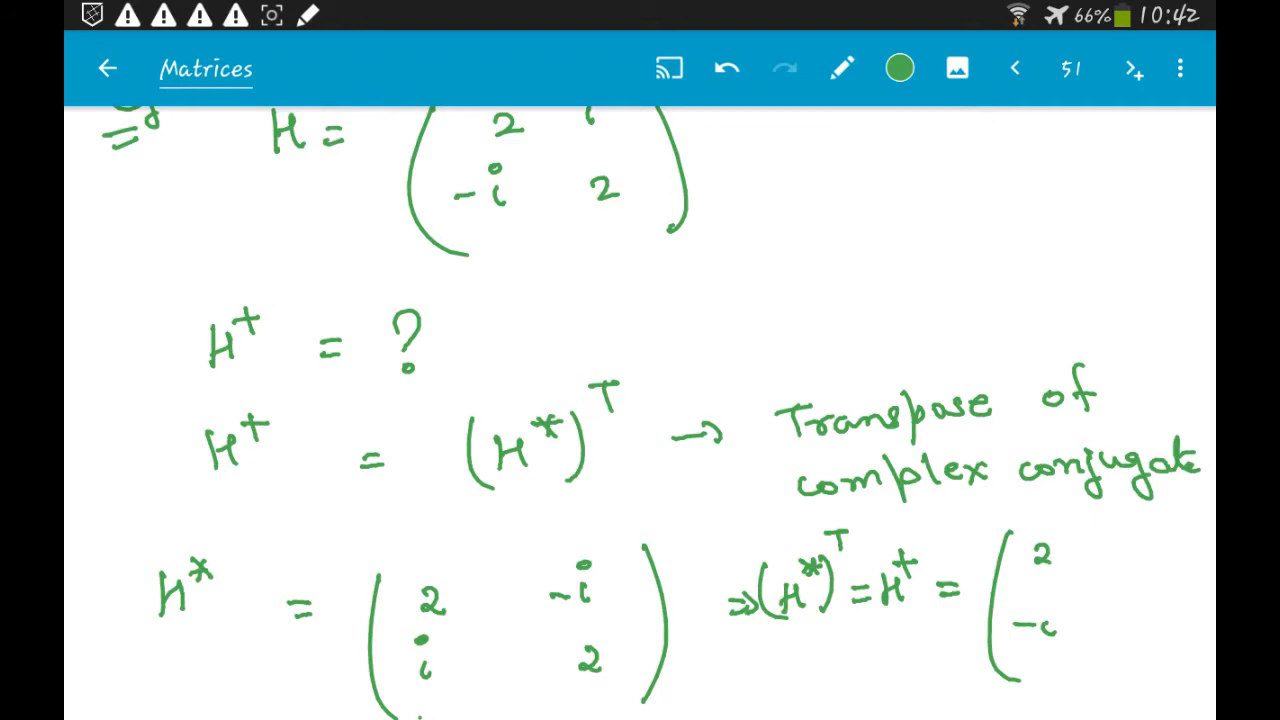 66% 10:42
Matrices 51
H = ( 2 i
-i 2 )
H† = ?
H† = (H*)ᵀ → Transpose of
complex conjugate
H* = ( 2 -i ⇒ (H*)ᵀ = H† = ( 2
i 2 ) -i